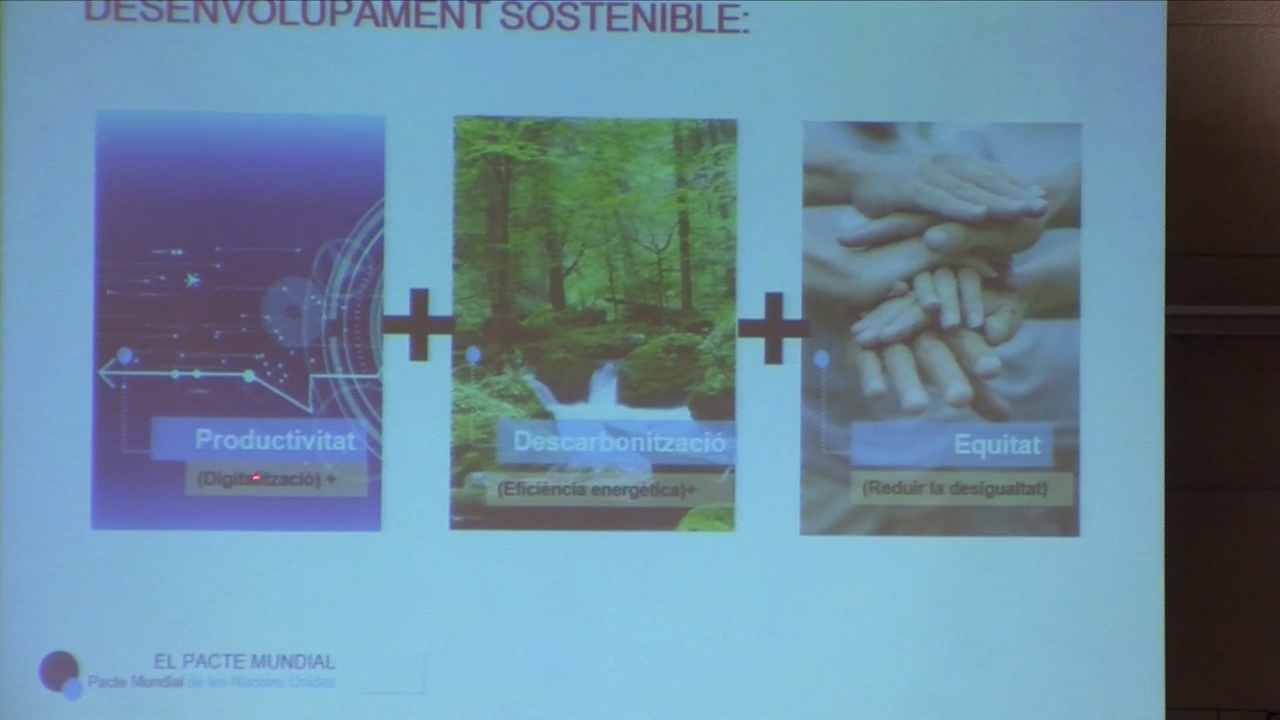 DESENVOLUPAMENT SOSTENIBLE:
Productivitat
(Digitalització) +
Descarbonització
(Eficiència energètica)+
Equitat
(Reduir la desigualtat)
EL PACTE MUNDIAL
Pacte Mundial de les Nacions Unides